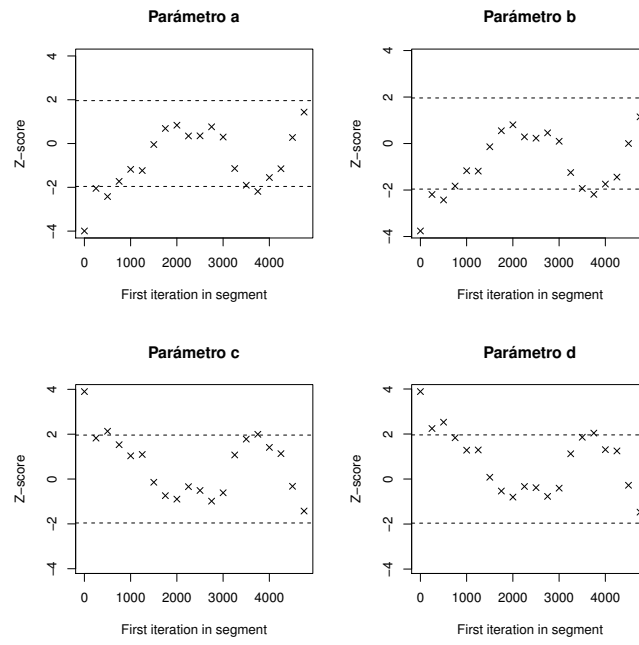 Parámetro a
4
2
0
−2
−4
Z−score
0 1000 2000 3000 4000
First iteration in segment
Parámetro b
4
2
0
−2
−4
Z−score
0 1000 2000 3000 4000
First iteration in segment
Parámetro c
4
2
0
−2
−4
Z−score
0 1000 2000 3000 4000
First iteration in segment
Parámetro d
4
2
0
−2
−4
Z−score
0 1000 2000 3000 4000
First iteration in segment